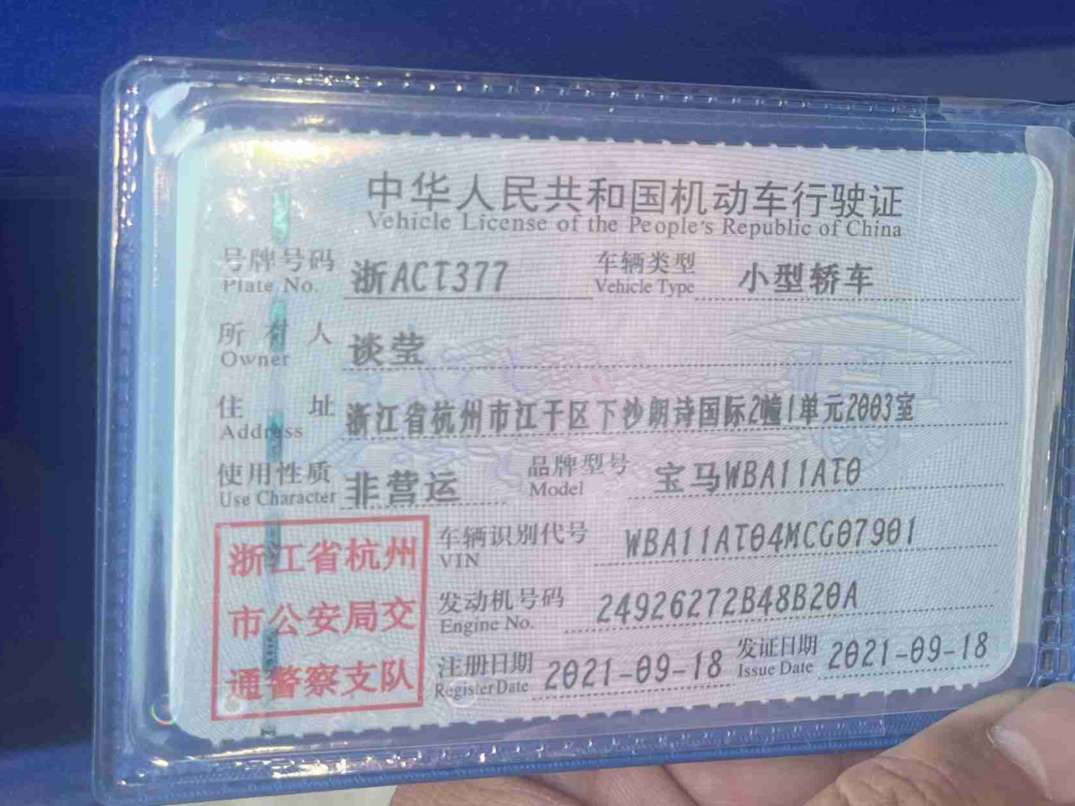 中华人民共和国机动车行驶证
Vehicle License of the People's Republic of China
号牌号码 浙ACT377 车辆类型 小型轿车
Plate No. Vehicle Type
所有人 谈莹
Owner
住址 浙江省杭州市江干区下沙朗诗国际2幢1单元2003室
Address
使用性质 非营运 品牌型号 宝马WBA11AT0
Use Character Model
浙江省杭州
市公安局交
通警察支队
车辆识别代号 WBA11AT04MCG07901
VIN
发动机号码 24926272B48B20A
Engine No.
注册日期 2021-09-18 发证日期 2021-09-18
Register Date Issue Date